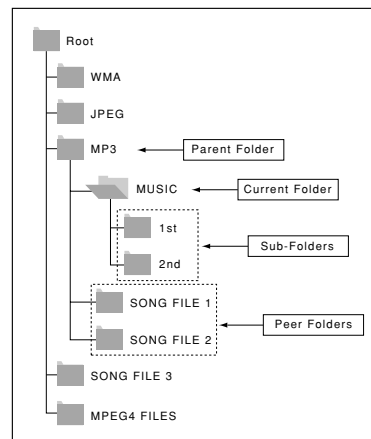 Root
WMA
JPEG
MP3
Parent Folder
MUSIC
Current Folder
1st
Sub-Folders
2nd
SONG FILE 1
Peer Folders
SONG FILE 2
SONG FILE 3
MPEG4 FILES